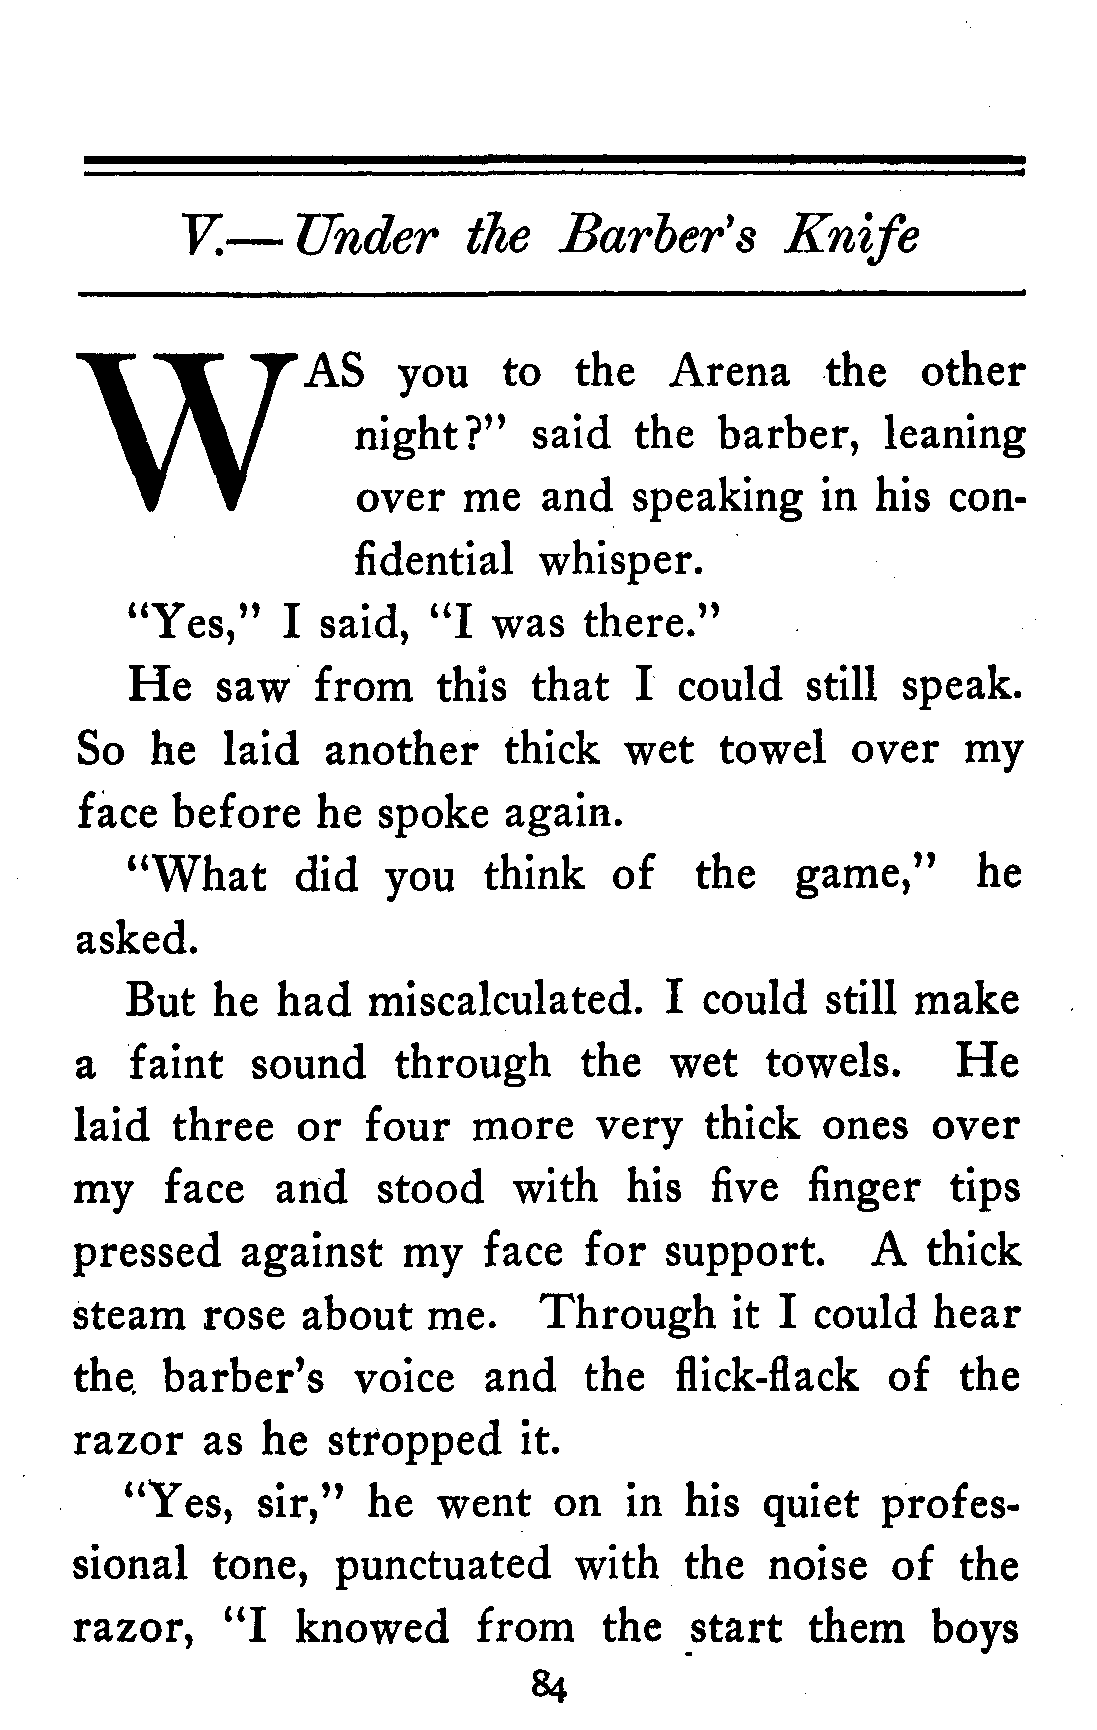 V.—Under the Barber's Knife
WAS you to the Arena the other
night?" said the barber, leaning
over me and speaking in his con-
fidential whisper.
"Yes," I said, "I was there."
He saw from this that I could still speak.
So he laid another thick wet towel over my
face before he spoke again.
"What did you think of the game," he
asked.
But he had miscalculated. I could still make
a faint sound through the wet towels. He
laid three or four more very thick ones over
my face and stood with his five finger tips
pressed against my face for support. A thick
steam rose about me. Through it I could hear
the barber's voice and the flick-flack of the
razor as he stropped it.
"Yes, sir," he went on in his quiet profes-
sional tone, punctuated with the noise of the
razor, "I knowed from the start them boys
84